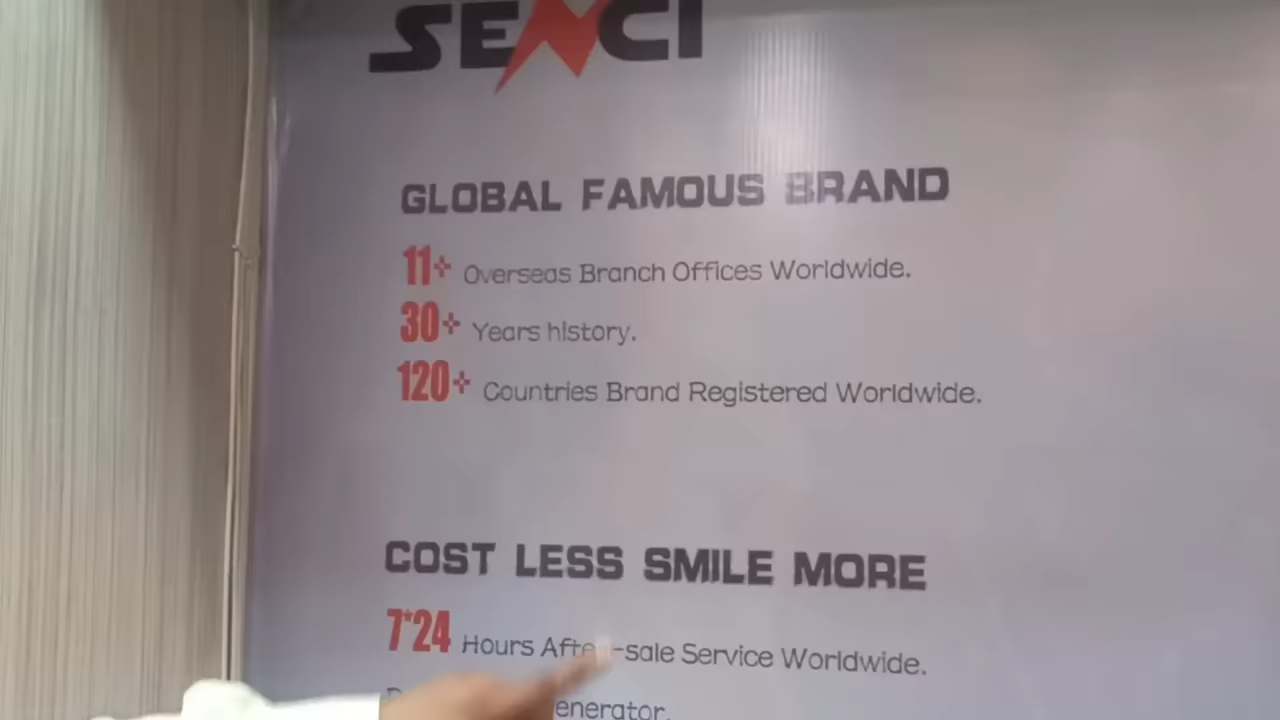 SENCI
GLOBAL FAMOUS BRAND
11+ Overseas Branch Offices Worldwide.
30+ Years history.
120+ Countries Brand Registered Worldwide.
COST LESS SMILE MORE
7*24 Hours After-sale Service Worldwide.